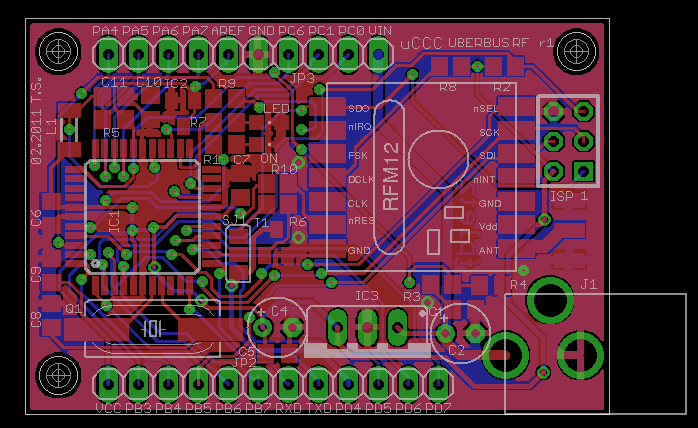 PA4 PA5 PA6 PA7 AREF GND PC6 PC1 PC0 VIN
uCCC UBERBUS RF r1
02.2011 T.S.
C11 C10 IC2 R9 JP3
R8 R2
L1
R5
R7
LED
ON
R10
C7
SDO
nIRQ
FSK
DCLK
CLK
nRES
GND
RFM12
nSEL
SCK
SDI
nINT
GND
Vdd
ANT
ISP 1
C6
IC1
SJ1 T1 R6
C9
C8
Q1
C4
IC3
R3
C1
R4
J1
C5
C2
JP2
VCC PB3 PB4 PB5 PB6 PB7 RXD TXD PD4 PD5 PD6 PD7